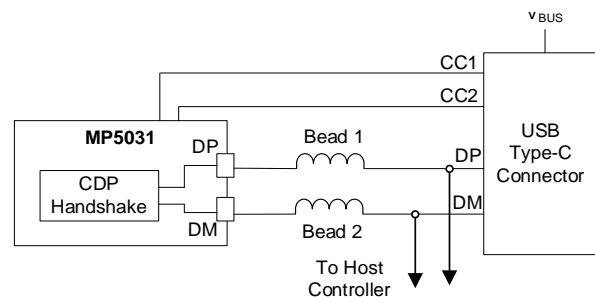 VBUS
CC1
CC2
MP5031
DP
Bead 1
DP
USB
Type-C
Connector
CDP
Handshake
DM
Bead 2
DM
To Host
Controller